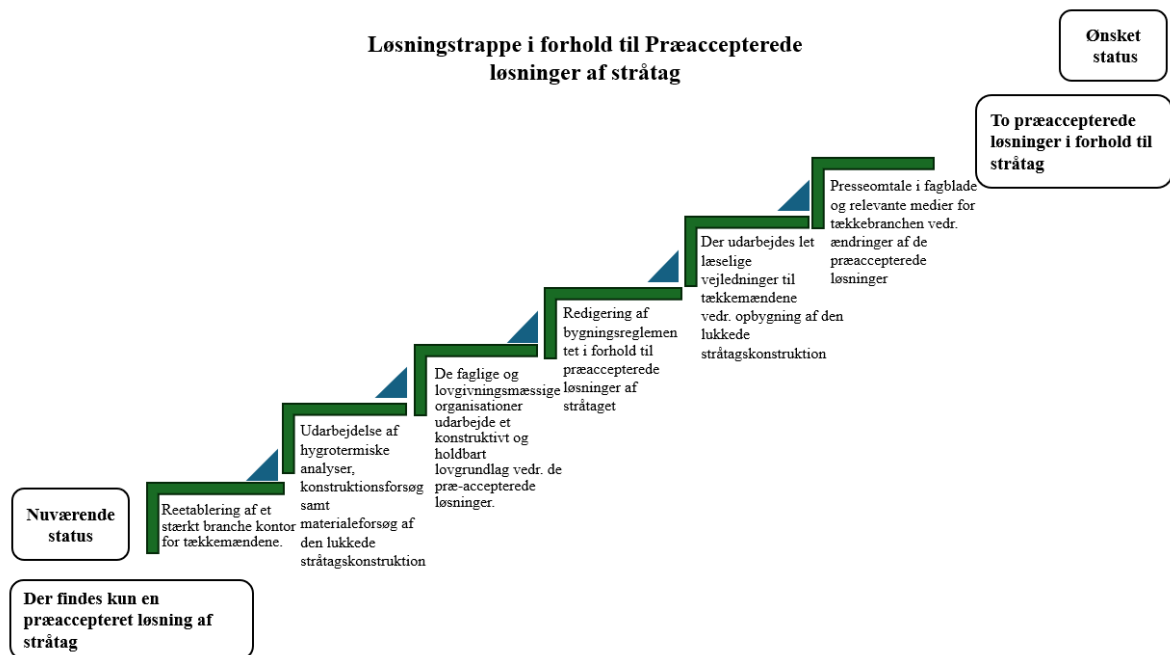 Løsningstrappe i forhold til Præaccepterede
løsninger af stråtag
Ønsket
status
To præaccepterede
løsninger i forhold til
stråtag
Presseomtale i fagblade
og relevante medier for
tækkebranchen vedr.
ændringer af de
præaccepterede
løsninger
Der udarbejdes let
læselige
vejledninger til
tækkemændene
vedr. opbygning af den
lukkede
stråtagskonstruktion
Redigering af
bygningsreglemen
tet i forhold til
præaccepterede
løsninger af
stråtaget
De faglige og
lovgivningsmæssige
organisationer
udarbejde et
konstruktivt og
holdbart
lovgrundlag vedr. de
præ-accepterede
løsninger.
Udarbejdelse af
hygrotermiske
analyser,
konstruktionsforsøg
samt
materialeforsøg af
den lukkede
stråtagskonstruktion
Reetablering af et
stærkt branche kontor
for tækkemændene.
Nuværende
status
Der findes kun en
præaccepteret løsning af
stråtag